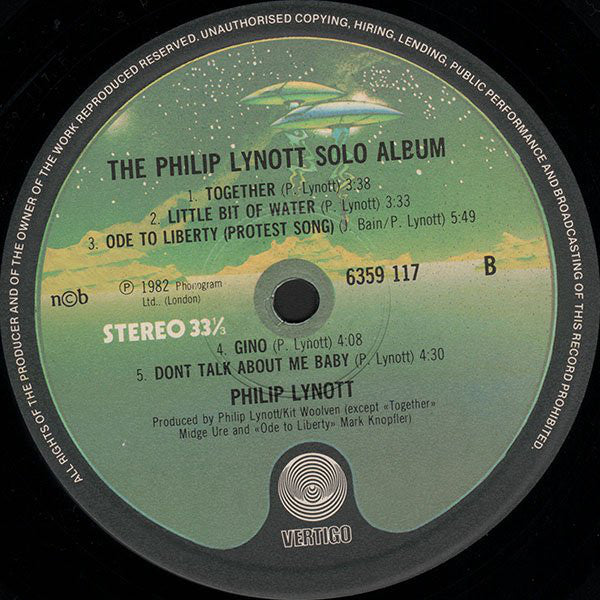 ALL RIGHTS OF THE PRODUCER AND OF THE OWNER OF THE WORK REPRODUCED RESERVED. UNAUTHORISED COPYING, HIRING, LENDING, PUBLIC PERFORMANCE AND BROADCASTING OF THIS RECORD PROHIBITED.
THE PHILIP LYNOTT SOLO ALBUM
1. TOGETHER (P. Lynott) 3:38
2. LITTLE BIT OF WATER (P. Lynott) 3:33
3. ODE TO LIBERTY (PROTEST SONG) (J. Bain/P. Lynott) 5:49
n©b
℗ 1982 Phonogram
Ltd., (London)
6359 117 B
STEREO 33⅓
4. GINO (P. Lynott) 4:08
5. DONT TALK ABOUT ME BABY (P. Lynott) 4:30
PHILIP LYNOTT
Produced by Philip Lynott/Kit Woolven (except «Together»
Midge Ure and «Ode to Liberty» Mark Knopfler)
VERTIGO